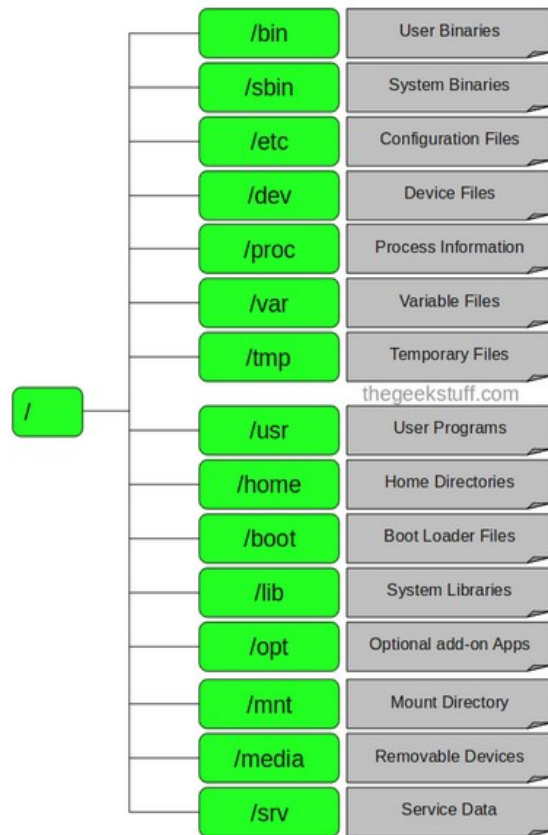 /bin User Binaries
/sbin System Binaries
/etc Configuration Files
/dev Device Files
/proc Process Information
/var Variable Files
/tmp Temporary Files
thegeekstuff.com
/
/usr User Programs
/home Home Directories
/boot Boot Loader Files
/lib System Libraries
/opt Optional add-on Apps
/mnt Mount Directory
/media Removable Devices
/srv Service Data